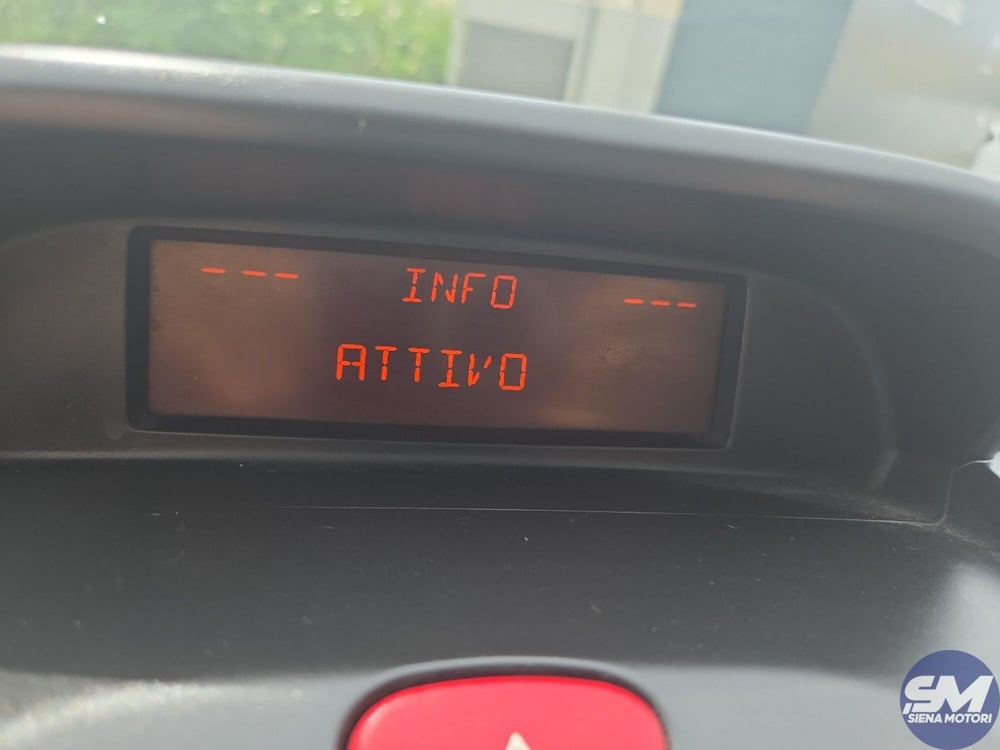 --- INFO ---
ATTIVO
SM
SIENA MOTORI